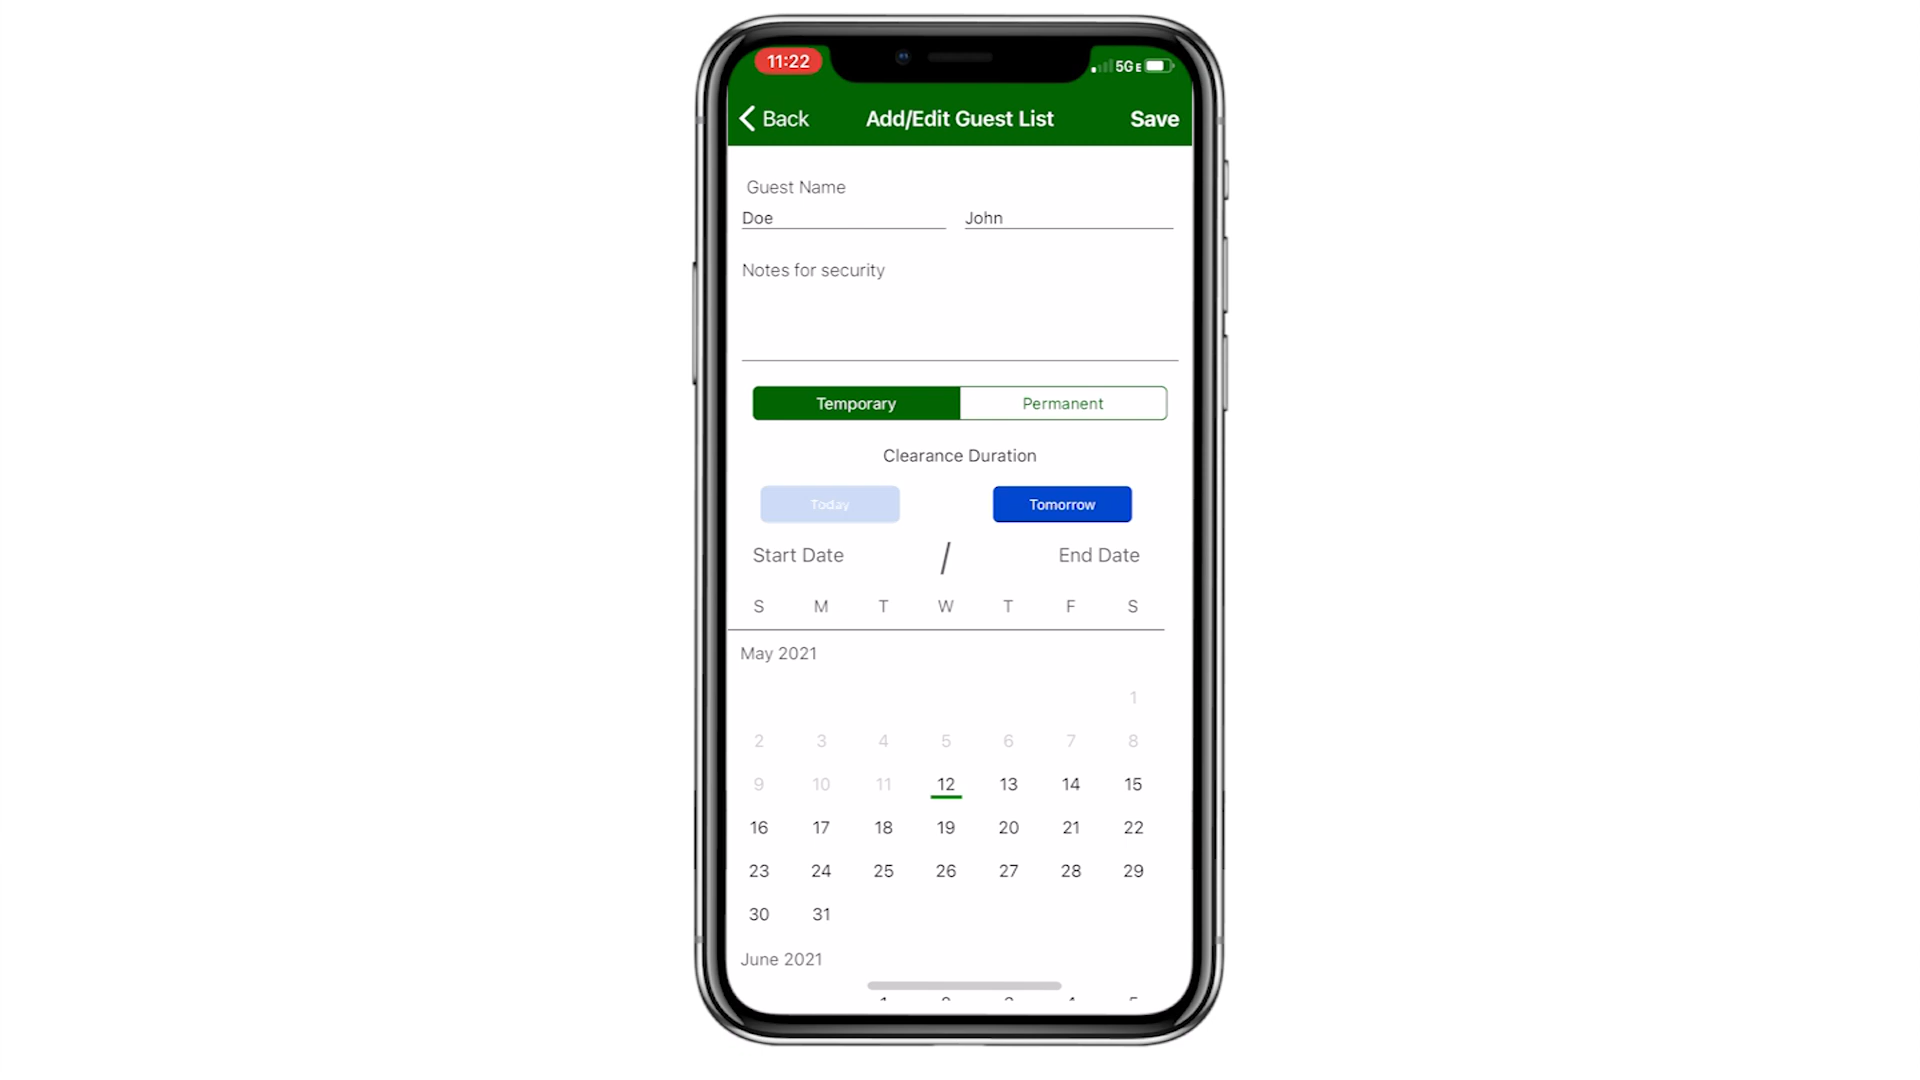 11:22 5GE
Back Add/Edit Guest List Save
Guest Name
Doe John
Notes for security
Temporary Permanent
Clearance Duration
Today Tomorrow
Start Date / End Date
S M T W T F S
May 2021
1
2 3 4 5 6 7 8
9 10 11 12 13 14 15
16 17 18 19 20 21 22
23 24 25 26 27 28 29
30 31
June 2021